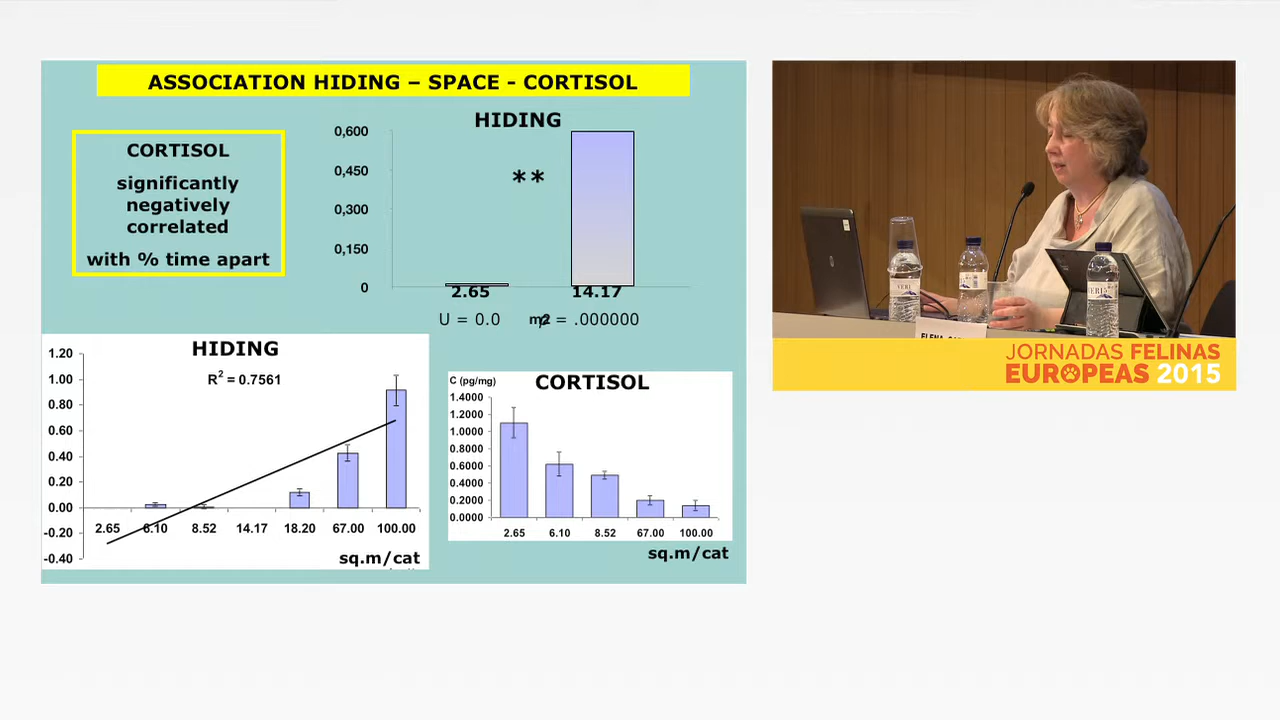 ASSOCIATION HIDING – SPACE - CORTISOL
CORTISOL
significantly
negatively
correlated
with % time apart
HIDING
0,600
0,450
0,300
0,150
0
**
2.65 14.17
U = 0.0 = .000000
HIDING
R2 = 0.7561
1.20
1.00
0.80
0.60
0.40
0.20
0.00
-0.20
-0.40
2.65 6.10 8.52 14.17 18.20 67.00 100.00
sq.m/cat
C (pg/mg)
CORTISOL
1.4000
1.2000
1.0000
0.8000
0.6000
0.4000
0.2000
0.0000
2.65 6.10 8.52 67.00 100.00
sq.m/cat
VERI
JORNADAS FELINAS
EUROPEAS 2015